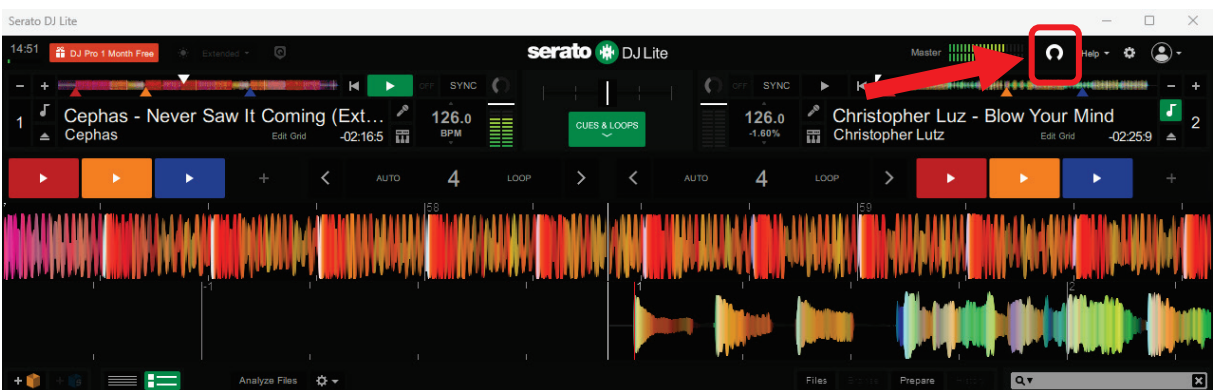 Serato DJ Lite
14:51 DJ Pro 1 Month Free Extended serato DJ Lite Master Help
- + OFF SYNC OFF SYNC - +
1 Cephas - Never Saw It Coming (Ext... 126.0 CUES & LOOPS 126.0 Christopher Luz - Blow Your Mind 2
Cephas Edit Grid -02:16:5 BPM -1.60% Christopher Lutz Edit Grid -02:25:9
+ AUTO 4 LOOP AUTO 4 LOOP +
58 59
-1 1 2
+ + Analyze Files Files Prepare